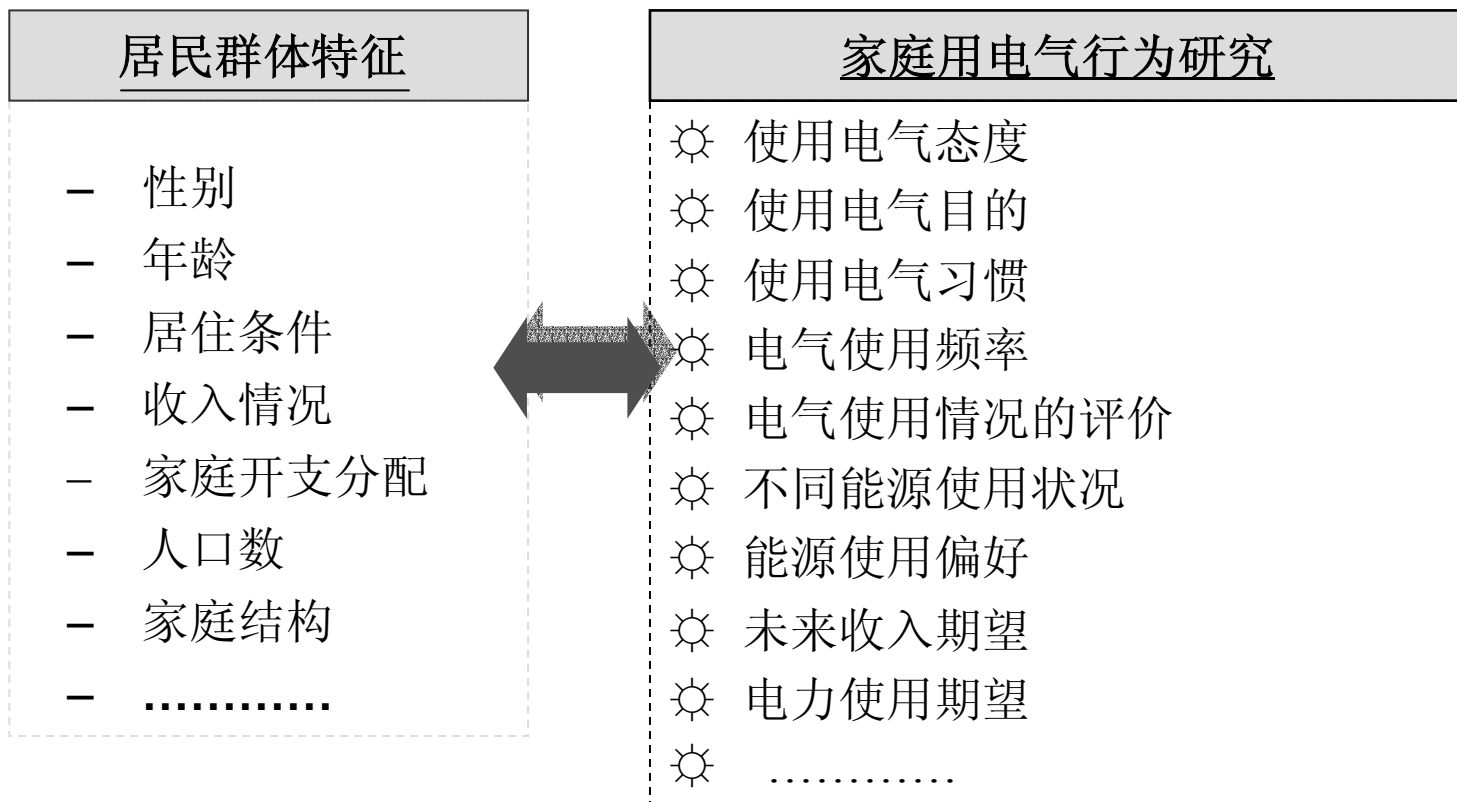 居民群体特征
– 性别
– 年龄
– 居住条件
– 收入情况
– 家庭开支分配
– 人口数
– 家庭结构
– …………
家庭用电气行为研究
☼ 使用电气态度
☼ 使用电气目的
☼ 使用电气习惯
☼ 电气使用频率
☼ 电气使用情况的评价
☼ 不同能源使用状况
☼ 能源使用偏好
☼ 未来收入期望
☼ 电力使用期望
☼ …………